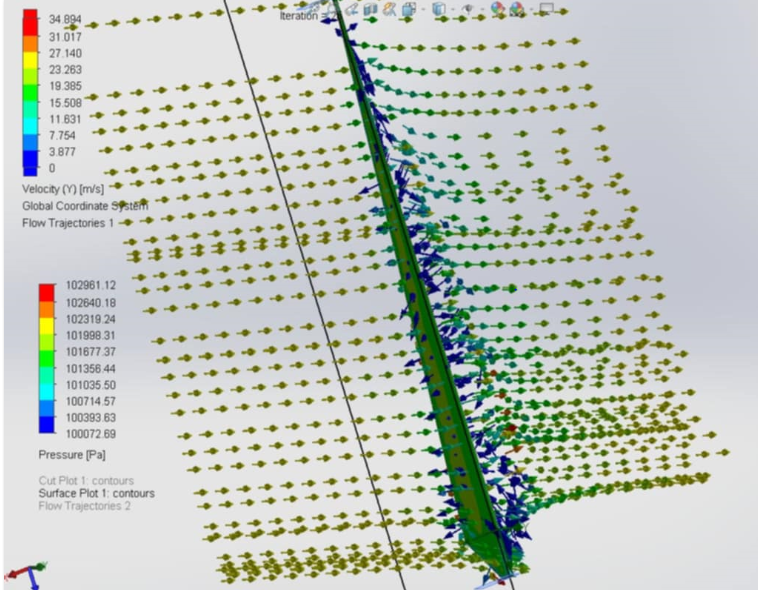 Iteration =
34.894
31.017
27.140
23.263
19.385
15.508
11.631
7.754
3.877
0
Velocity (Y) [m/s]
Global Coordinate System
Flow Trajectories 1
102961.12
102640.18
102319.24
101998.31
101677.37
101356.44
101035.50
100714.57
100393.63
100072.69
Pressure [Pa]
Cut Plot 1: contours
Surface Plot 1: contours
Flow Trajectories 2